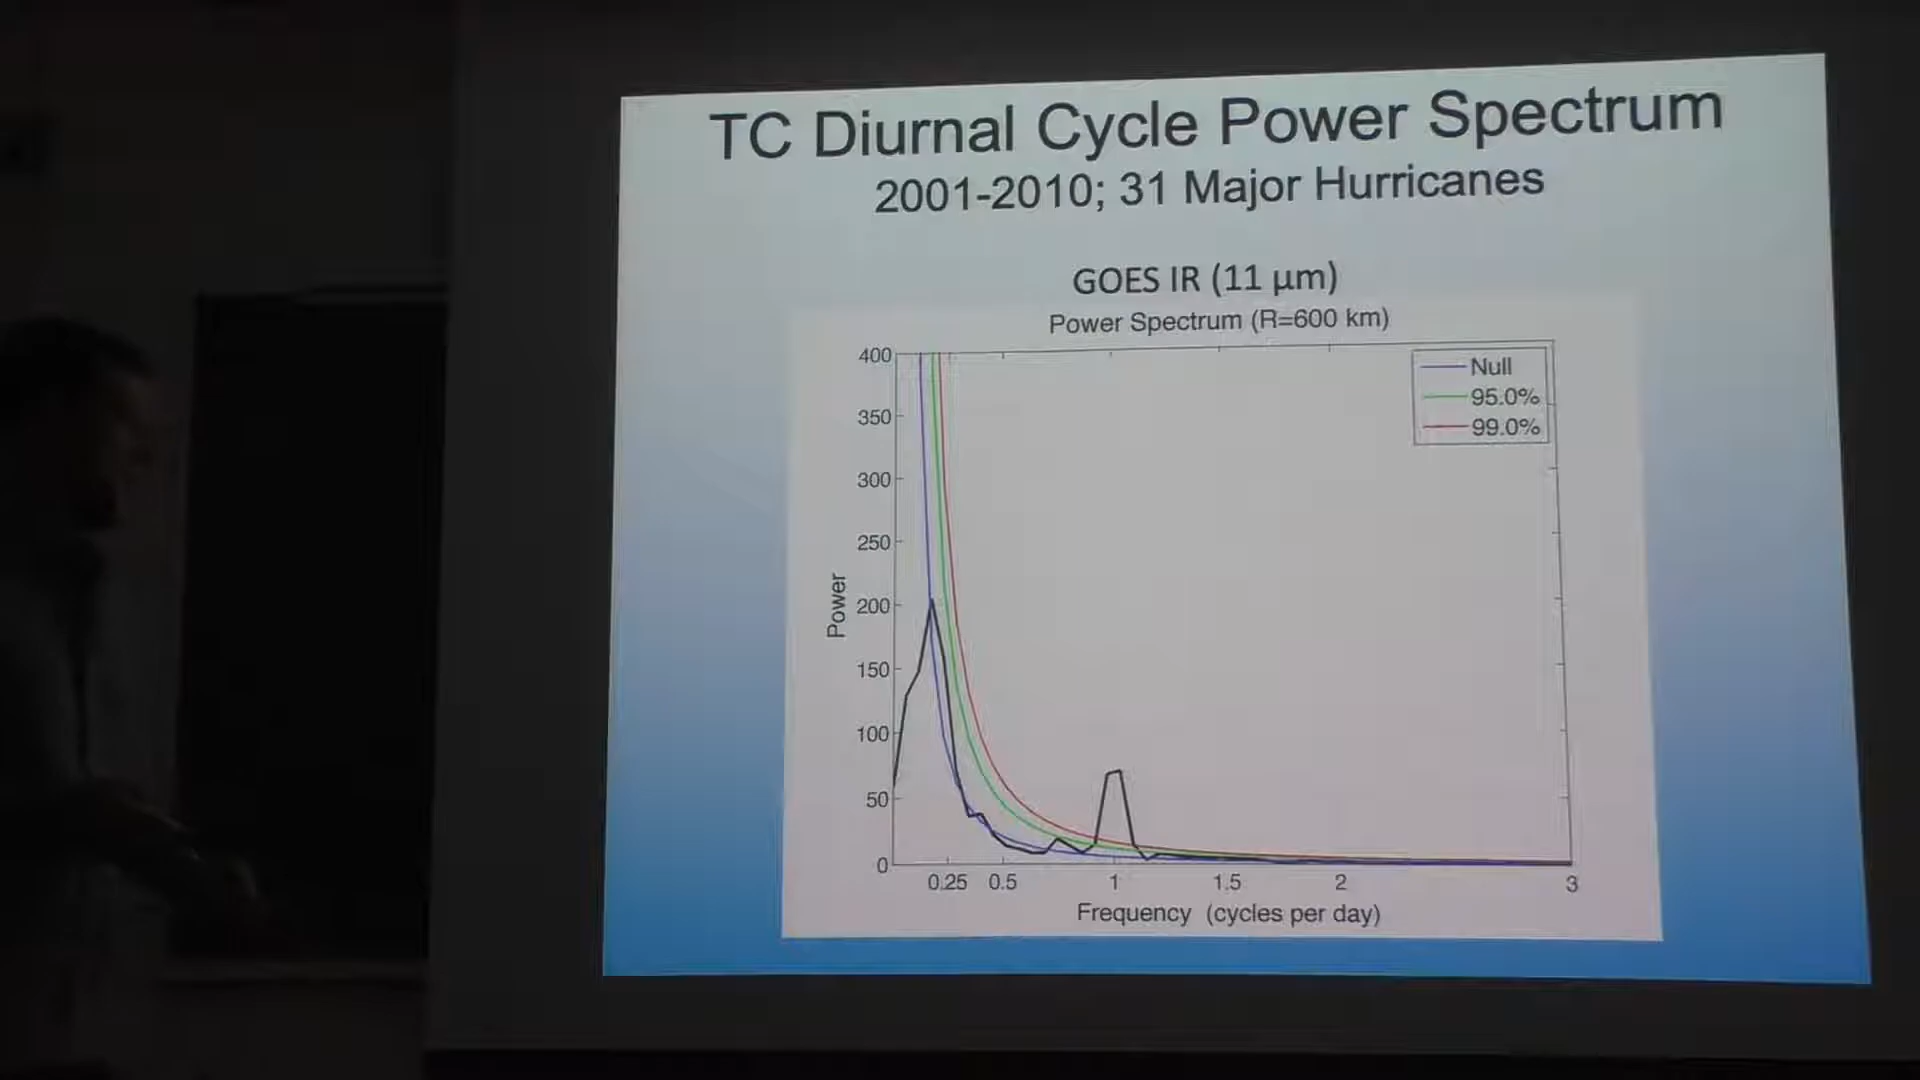 TC Diurnal Cycle Power Spectrum
2001-2010; 31 Major Hurricanes
GOES IR (11 µm)
Power Spectrum (R=600 km)
400
350
300
250
200
150
100
50
0
Power
Null
95.0%
99.0%
0.25 0.5 1 1.5 2 3
Frequency (cycles per day)